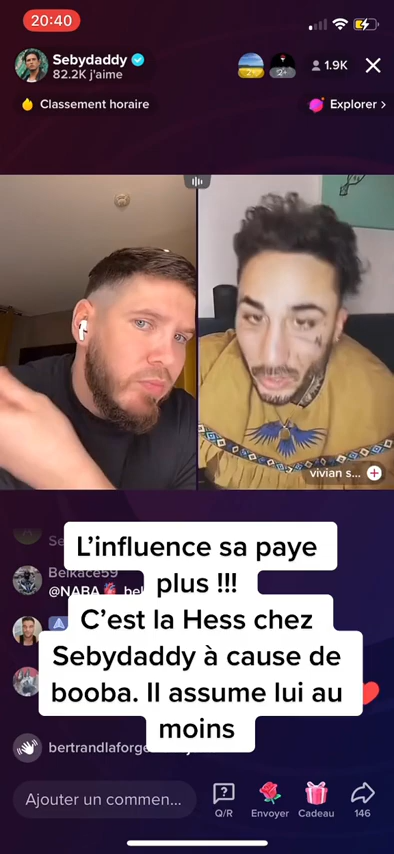 20:40
Sebydaddy
82.2K j'aime
1.9K
Classement horaire
Explorer >
vivian s...
L'influence sa paye
plus !!!
C'est la Hess chez
Sebydaddy à cause de
booba. Il assume lui au
moins
Se
Belkace59
@NABA
bertrandlaforge
Ajouter un commen...
Q/R
Envoyer
Cadeau
146